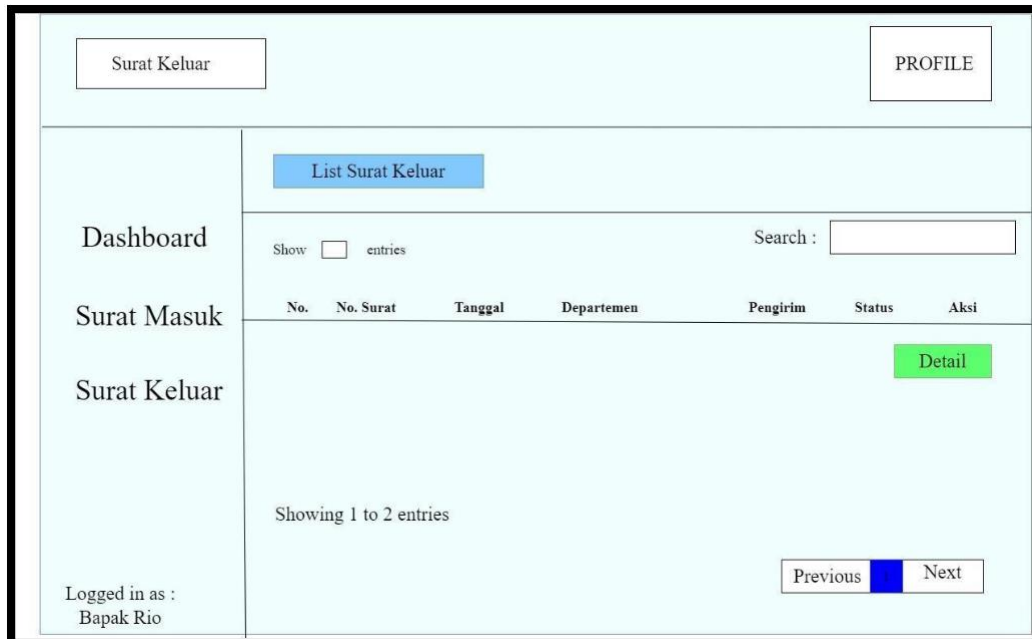 Surat Keluar
PROFILE
List Surat Keluar
Dashboard
Show entries
Search :
Surat Masuk
No. No. Surat Tanggal Departemen Pengirim Status Aksi
Detail
Surat Keluar
Showing 1 to 2 entries
Previous 1 Next
Logged in as :
Bapak Rio